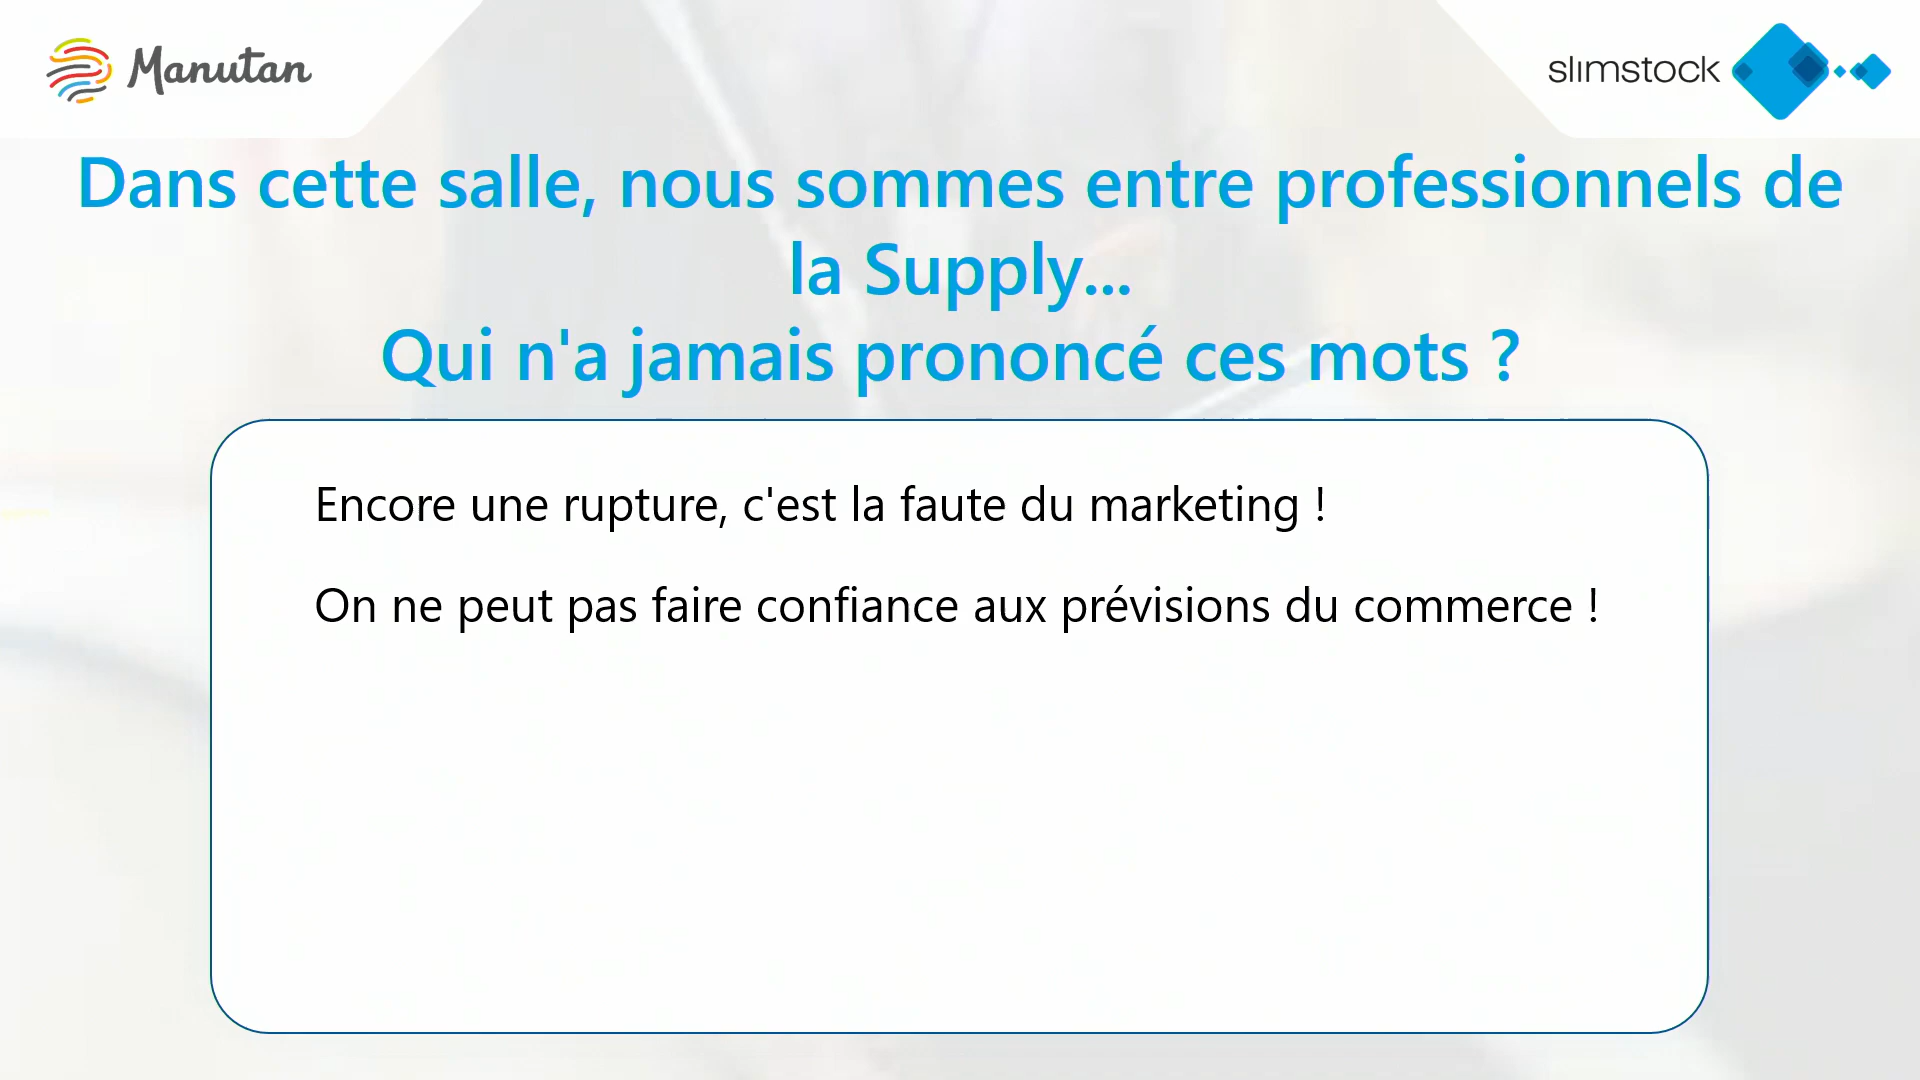 Manutan
slimstock
Dans cette salle, nous sommes entre professionnels de
la Supply...
Qui n'a jamais prononcé ces mots ?
Encore une rupture, c'est la faute du marketing !
On ne peut pas faire confiance aux prévisions du commerce !